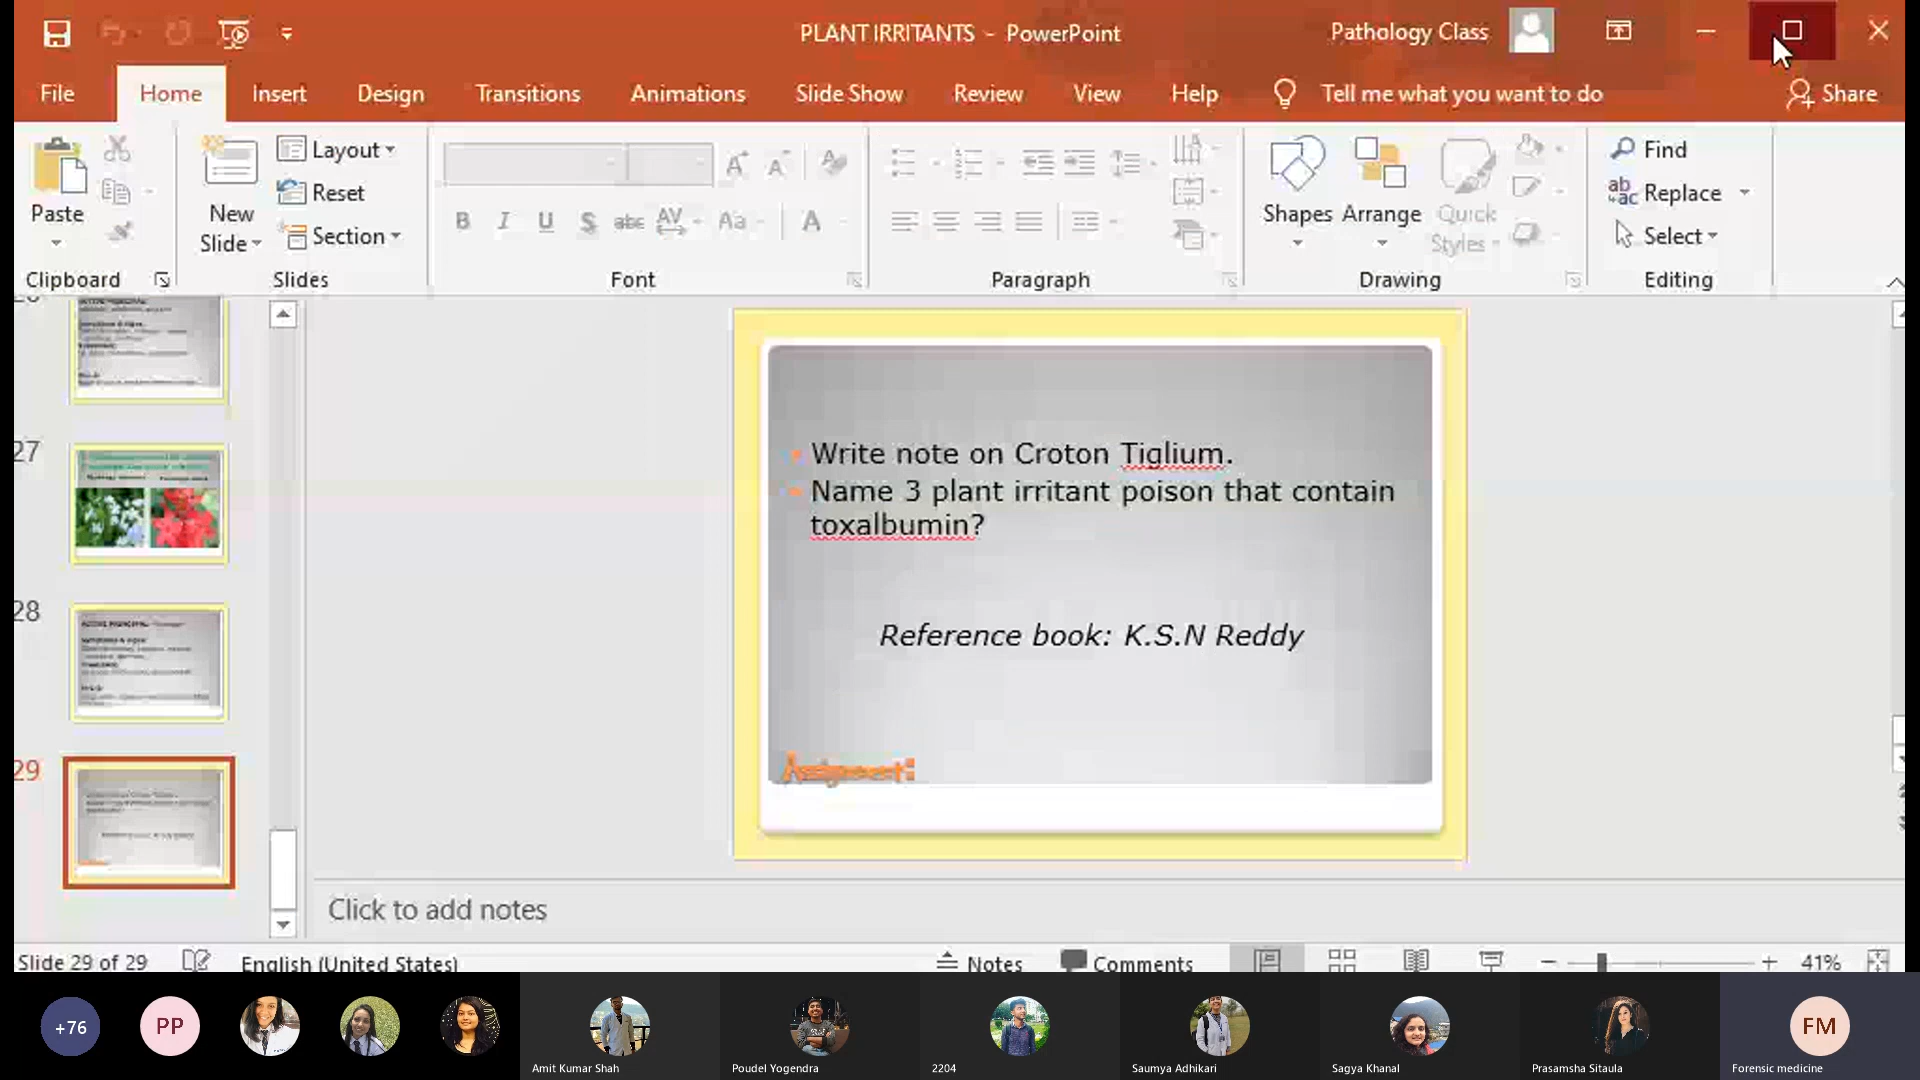 PLANT IRRITANTS - PowerPoint
Pathology Class
File Home Insert Design Transitions Animations Slide Show Review View Help Tell me what you want to do Share
Paste
New Slide
Layout
Reset
Section
Shapes
Arrange
Quick Styles
Find
Replace
Select
Clipboard Slides Font Paragraph Drawing Editing
27
28
29
Write note on Croton Tiglium.
Name 3 plant irritant poison that contain
toxalbumin?
Reference book: K.S.N Reddy
Assignment:
Click to add notes
Slide 29 of 29 English (United States) Notes Comments 41%
+76 PP FM
Amit Kumar Shah Poudel Yogendra 2204 Saumya Adhikari Sagya Khanal Prasamsha Sitaula Forensic medicine